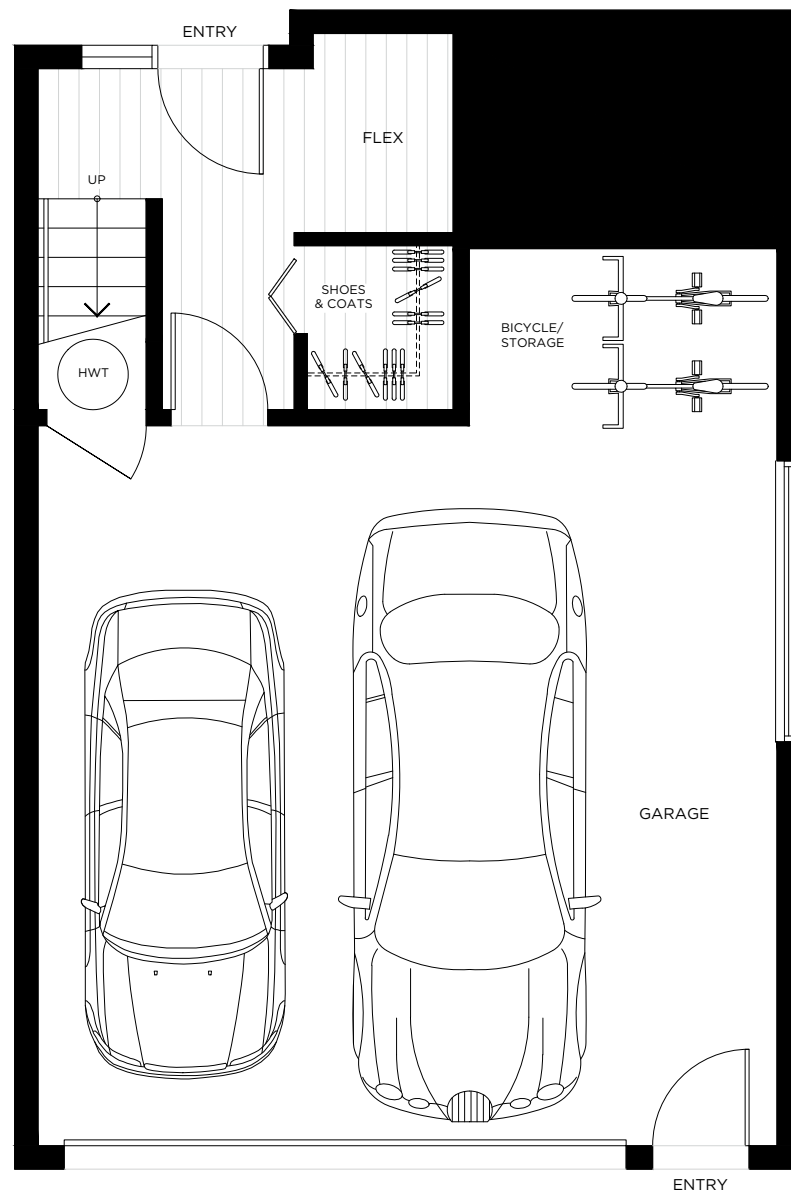 ENTRY
FLEX
UP
SHOES
& COATS
BICYCLE/
STORAGE
HWT
GARAGE
ENTRY